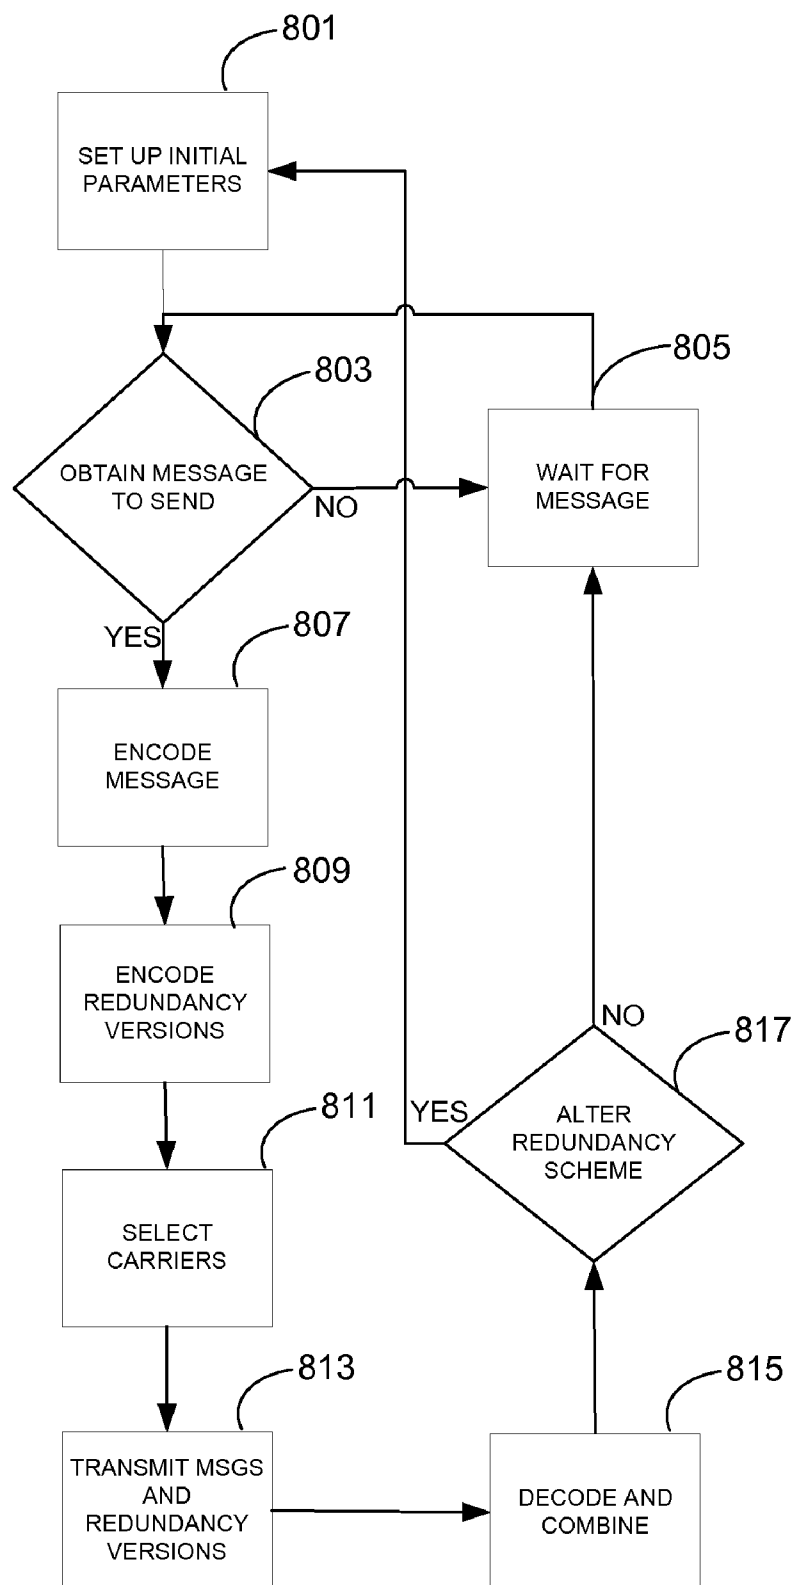 801
SET UP INITIAL
PARAMETERS
803
OBTAIN MESSAGE
TO SEND
NO
YES
805
WAIT FOR
MESSAGE
807
ENCODE
MESSAGE
809
ENCODE
REDUNDANCY
VERSIONS
811
SELECT
CARRIERS
813
TRANSMIT MSGS
AND
REDUNDANCY
VERSIONS
815
DECODE AND
COMBINE
817
ALTER
REDUNDANCY
SCHEME
YES
NO